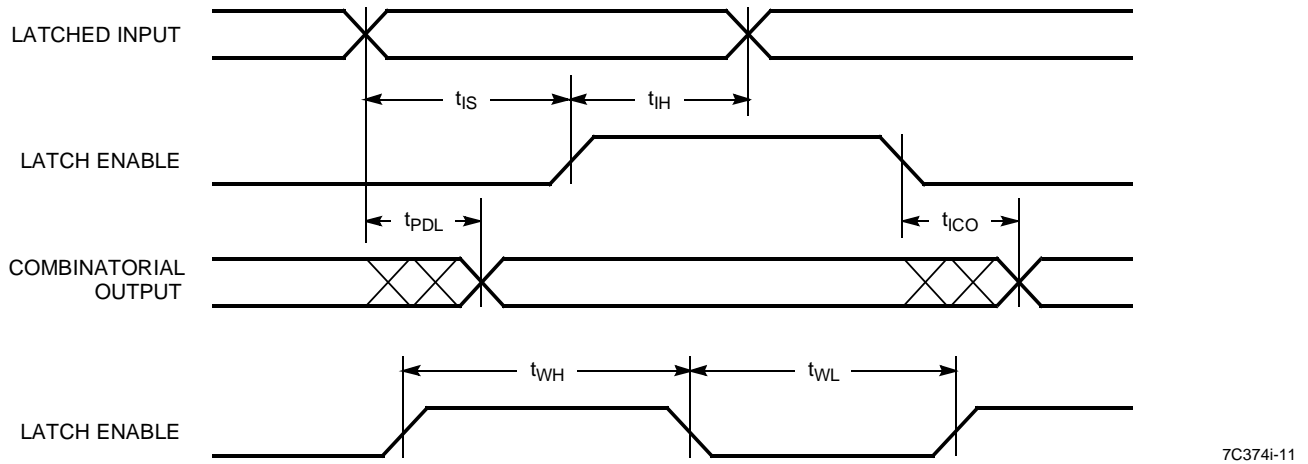 LATCHED INPUT
tIS
tIH
LATCH ENABLE
tPDL
tICO
COMBINATORIAL
OUTPUT
tWH
tWL
LATCH ENABLE
7C374i-11